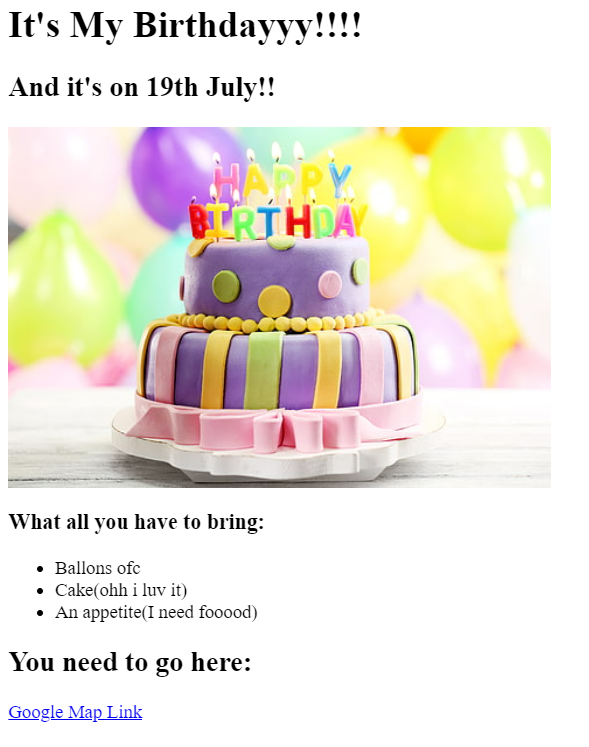 It's My Birthdayyy!!!!
And it's on 19th July!!
HAPPY
BIRTHDAY
What all you have to bring:
Ballons ofc
Cake(ohh i luv it)
An appetite(I need fooood)
You need to go here:
Google Map Link